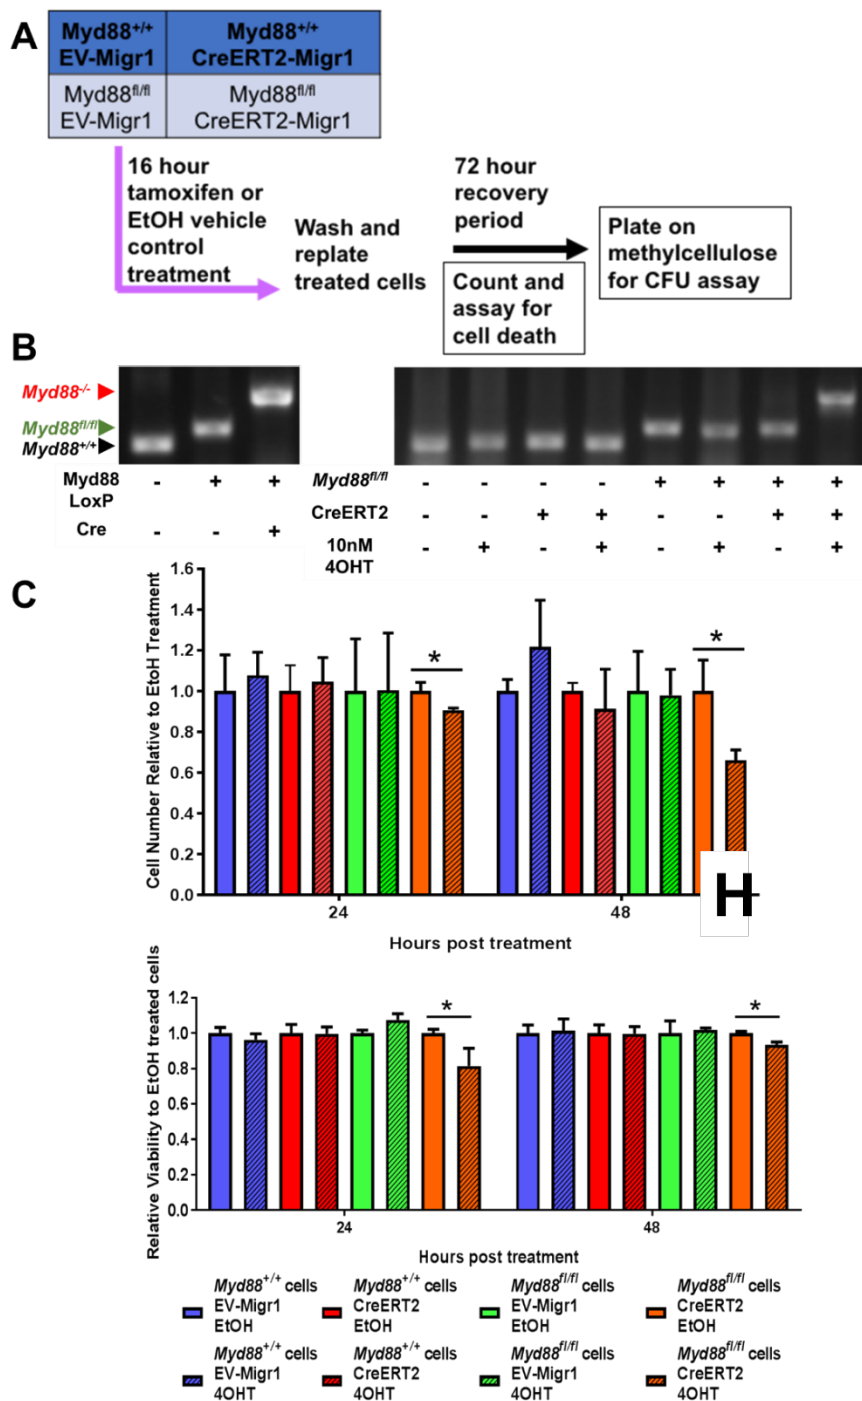 A
Myd88+/+
EV-Migr1
Myd88+/+
CreERT2-Migr1
Myd88fl/fl
EV-Migr1
Myd88fl/fl
CreERT2-Migr1
16 hour
tamoxifen or
EtOH vehicle
control
treatment
Wash and
replate
treated cells
72 hour
recovery
period
Count and
assay for
cell death
Plate on
methylcellulose
for CFU assay
B
Myd88-/-
Myd88fl/fl
Myd88+/+
Myd88 LoxP - + +
Cre - - +
Myd88fl/fl - - - - + + + +
CreERT2 - - + + - - + +
10nM 4OHT - + - + - + - +
C
Cell Number Relative to EtoH Treatment
1.6
1.4
1.2
1.0
0.8
0.6
0.4
0.2
0.0
*
*
24
48
H
Hours post treatment
Relative Viability to EtOH treated cells
1.2
1.0
0.8
0.6
0.4
0.2
0.0
*
*
24
48
Hours post treatment
Myd88+/+ cells
EV-Migr1
EtOH
Myd88+/+ cells
CreERT2
EtOH
Myd88fl/fl cells
EV-Migr1
EtOH
Myd88fl/fl cells
CreERT2
EtOH
Myd88+/+ cells
EV-Migr1
4OHT
Myd88+/+ cells
CreERT2
4OHT
Myd88fl/fl cells
EV-Migr1
4OHT
Myd88fl/fl cells
CreERT2
4OHT